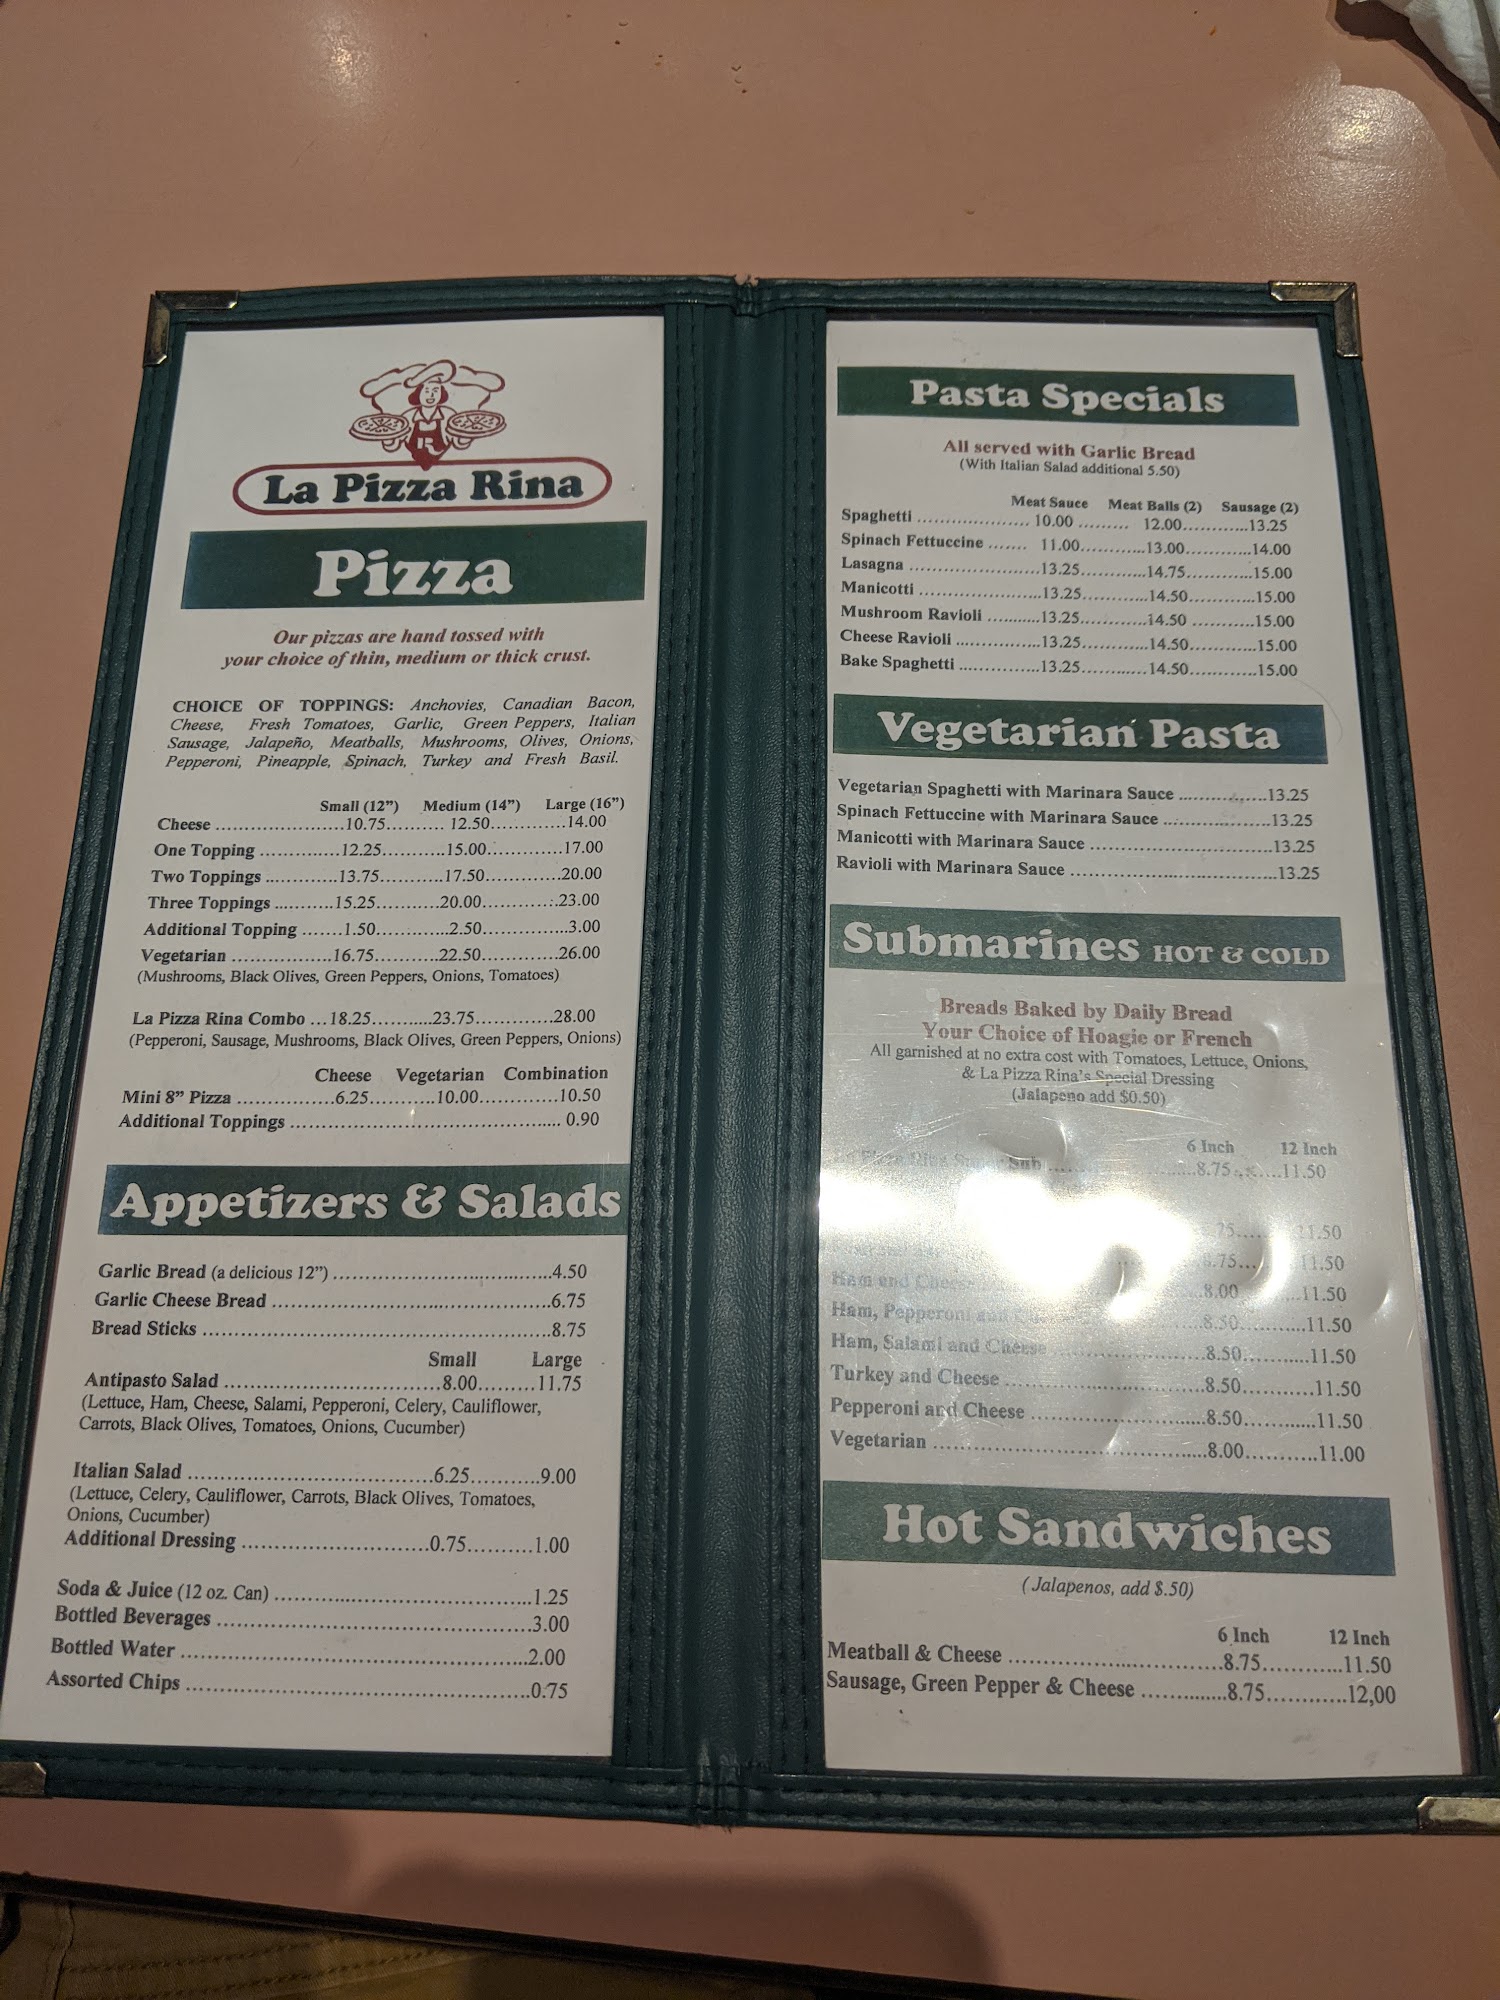 La Pizza Rina
Pizza
Our pizzas are hand tossed with
your choice of thin, medium or thick crust.
CHOICE OF TOPPINGS: Anchovies, Canadian Bacon,
Cheese, Fresh Tomatoes, Garlic, Green Peppers, Italian
Sausage, Jalapeño, Meatballs, Mushrooms, Olives, Onions,
Pepperoni, Pineapple, Spinach, Turkey and Fresh Basil.
Small (12") Medium (14") Large (16")
Cheese 10.75 12.50 14.00
One Topping 12.25 15.00 17.00
Two Toppings 13.75 17.50 20.00
Three Toppings 15.25 20.00 23.00
Additional Topping 1.50 2.50 3.00
Vegetarian 16.75 22.50 26.00
(Mushrooms, Black Olives, Green Peppers, Onions, Tomatoes)
La Pizza Rina Combo 18.25 23.75 28.00
(Pepperoni, Sausage, Mushrooms, Black Olives, Green Peppers, Onions)
Cheese Vegetarian Combination
Mini 8" Pizza 6.25 10.00 10.50
Additional Toppings 0.90
Appetizers & Salads
Garlic Bread (a delicious 12") 4.50
Garlic Cheese Bread 6.75
Bread Sticks 8.75
Small Large
Antipasto Salad 8.00 11.75
(Lettuce, Ham, Cheese, Salami, Pepperoni, Celery, Cauliflower,
Carrots, Black Olives, Tomatoes, Onions, Cucumber)
Italian Salad 6.25 9.00
(Lettuce, Celery, Cauliflower, Carrots, Black Olives, Tomatoes,
Onions, Cucumber)
Additional Dressing 0.75 1.00
Soda & Juice (12 oz. Can) 1.25
Bottled Beverages 3.00
Bottled Water 2.00
Assorted Chips 0.75
Pasta Specials
All served with Garlic Bread
(With Italian Salad additional 5.50)
Meat Sauce Meat Balls (2) Sausage (2)
Spaghetti 10.00 12.00 13.25
Spinach Fettuccine 11.00 13.00 14.00
Lasagna 13.25 14.75 15.00
Manicotti 13.25 14.50 15.00
Mushroom Ravioli 13.25 14.50 15.00
Cheese Ravioli 13.25 14.50 15.00
Bake Spaghetti 13.25 14.50 15.00
Vegetarian Pasta
Vegetarian Spaghetti with Marinara Sauce 13.25
Spinach Fettuccine with Marinara Sauce 13.25
Manicotti with Marinara Sauce 13.25
Ravioli with Marinara Sauce 13.25
Submarines HOT & COLD
Breads Baked by Daily Bread
Your Choice of Hoagie or French
All garnished at no extra cost with Tomatoes, Lettuce, Onions,
& La Pizza Rina's Special Dressing
(Jalapeno add $0.50)
6 Inch 12 Inch
La Pizza Rina Sub 8.75 11.50
11.50
11.50
Ham and Cheese 8.00 11.50
Ham, Pepperoni and 8.50 11.50
Ham, Salami and Cheese 8.50 11.50
Turkey and Cheese 8.50 11.50
Pepperoni and Cheese 8.50 11.50
Vegetarian 8.00 11.00
Hot Sandwiches
(Jalapenos, add $.50)
6 Inch 12 Inch
Meatball & Cheese 8.75 11.50
Sausage, Green Pepper & Cheese 8.75 12,00